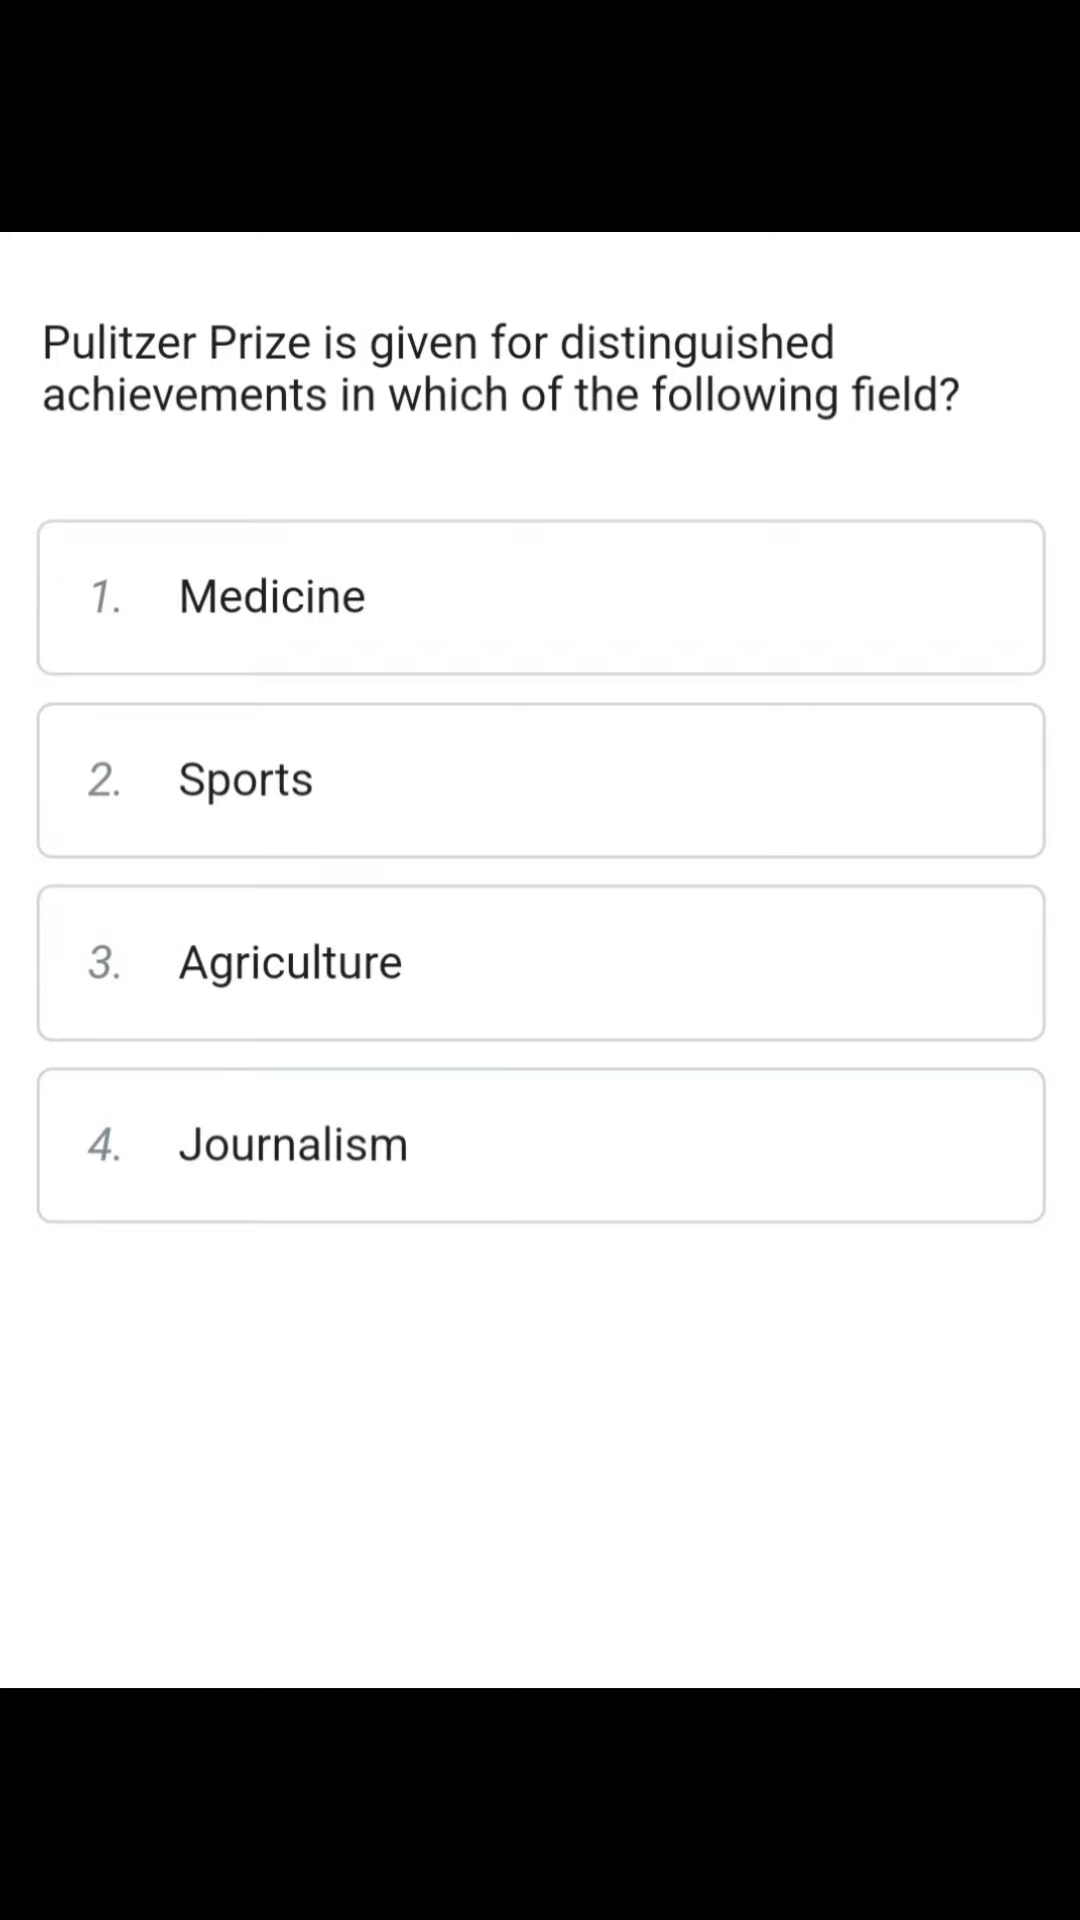 Pulitzer Prize is given for distinguished
achievements in which of the following field?
1. Medicine
2. Sports
3. Agriculture
4. Journalism